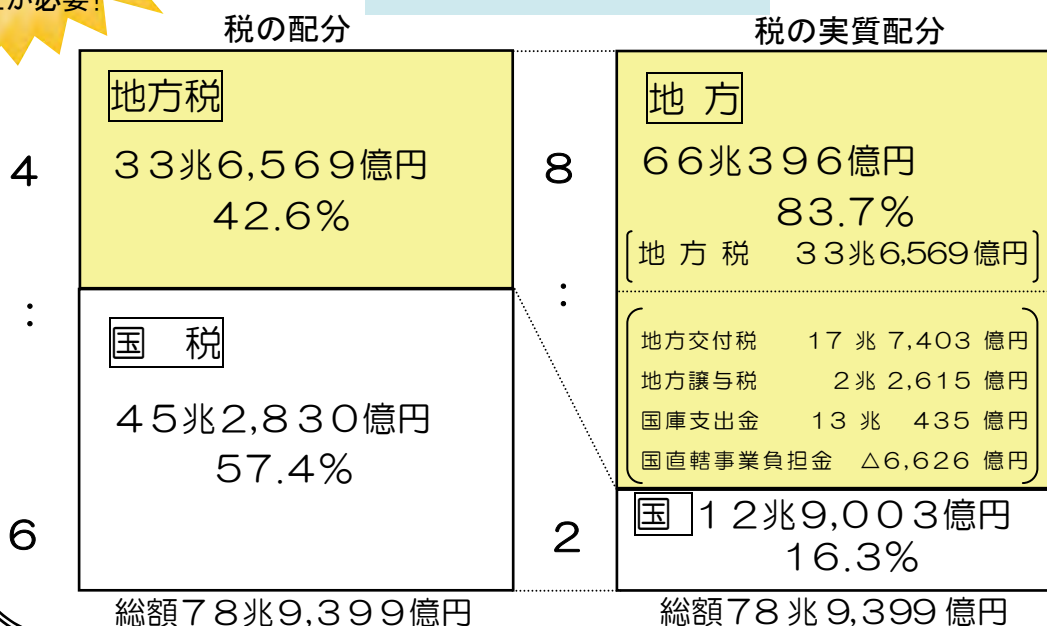 が必要!
税の配分
税の実質配分
4
:
6
地方税
33兆6,569億円
42.6%
国 税
45兆2,830億円
57.4%
総額78兆9,399億円
8
:
2
地 方
66兆396億円
83.7%
地 方 税 33兆6,569億円
地方交付税 17 兆 7,403 億円
地方譲与税 2兆 2,615 億円
国庫支出金 13 兆 435 億円
国直轄事業負担金 △6,626 億円
国 12兆9,003億円
16.3%
総額78兆9,399億円